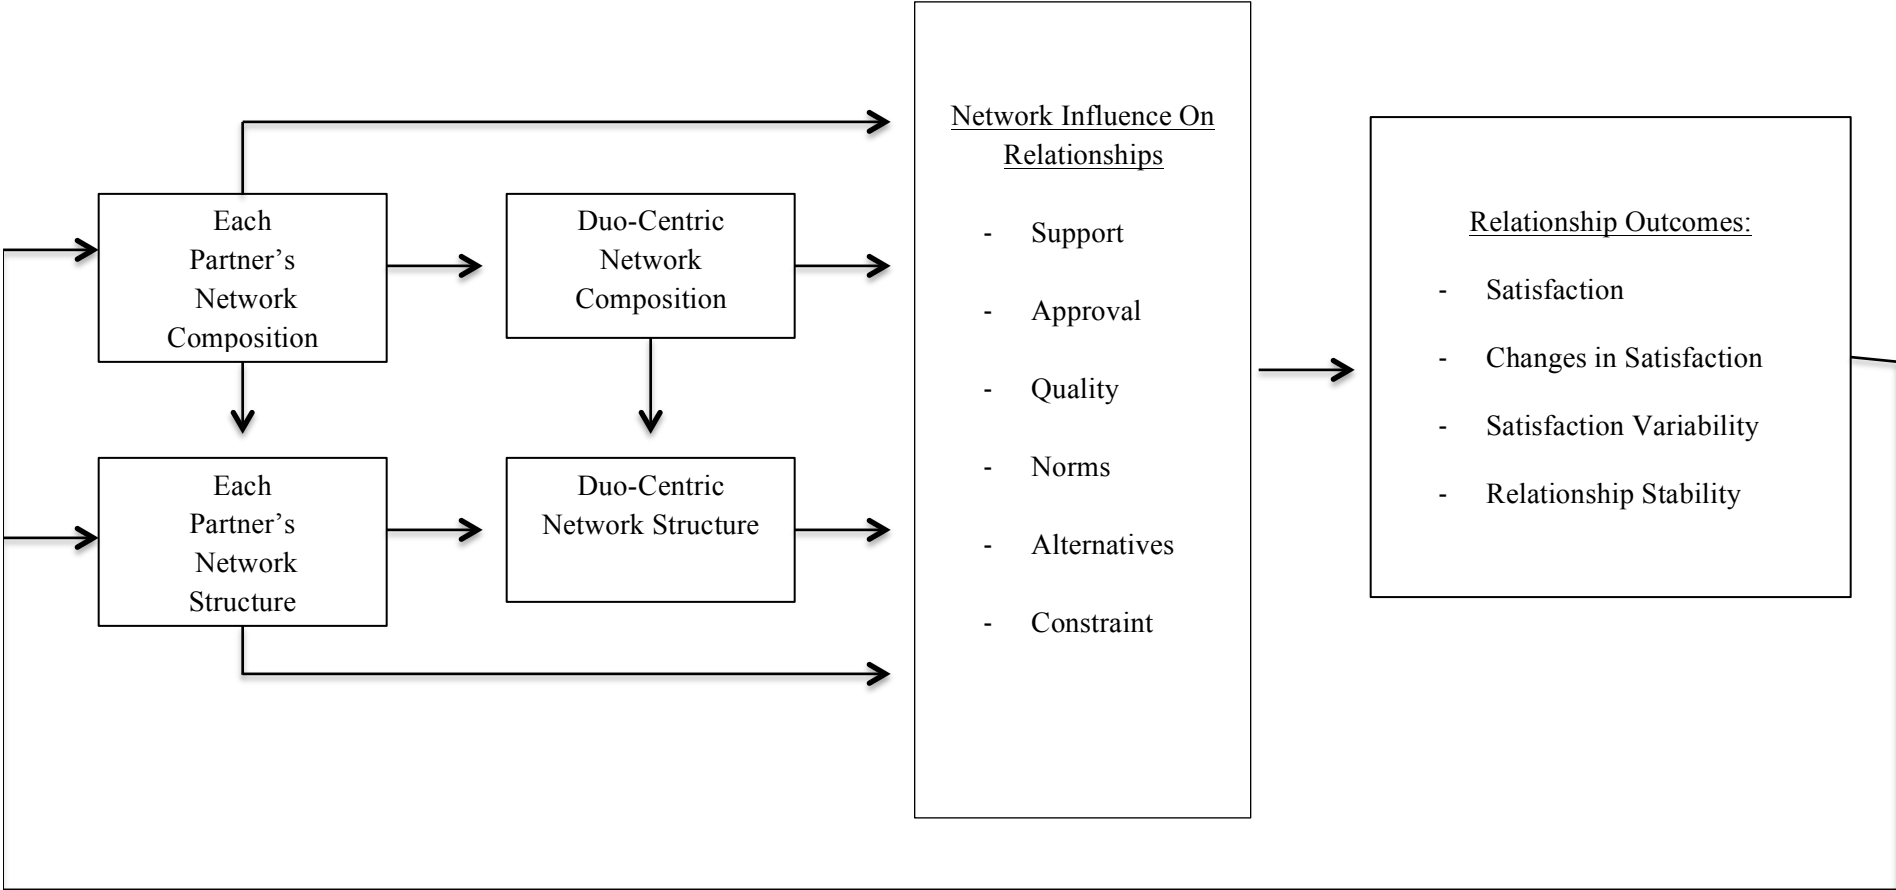 Each
Partner’s
Network
Composition
Duo-Centric
Network
Composition
Each
Partner’s
Network
Structure
Duo-Centric
Network Structure
Network Influence On
Relationships
- Support
- Approval
- Quality
- Norms
- Alternatives
- Constraint
Relationship Outcomes:
- Satisfaction
- Changes in Satisfaction
- Satisfaction Variability
- Relationship Stability